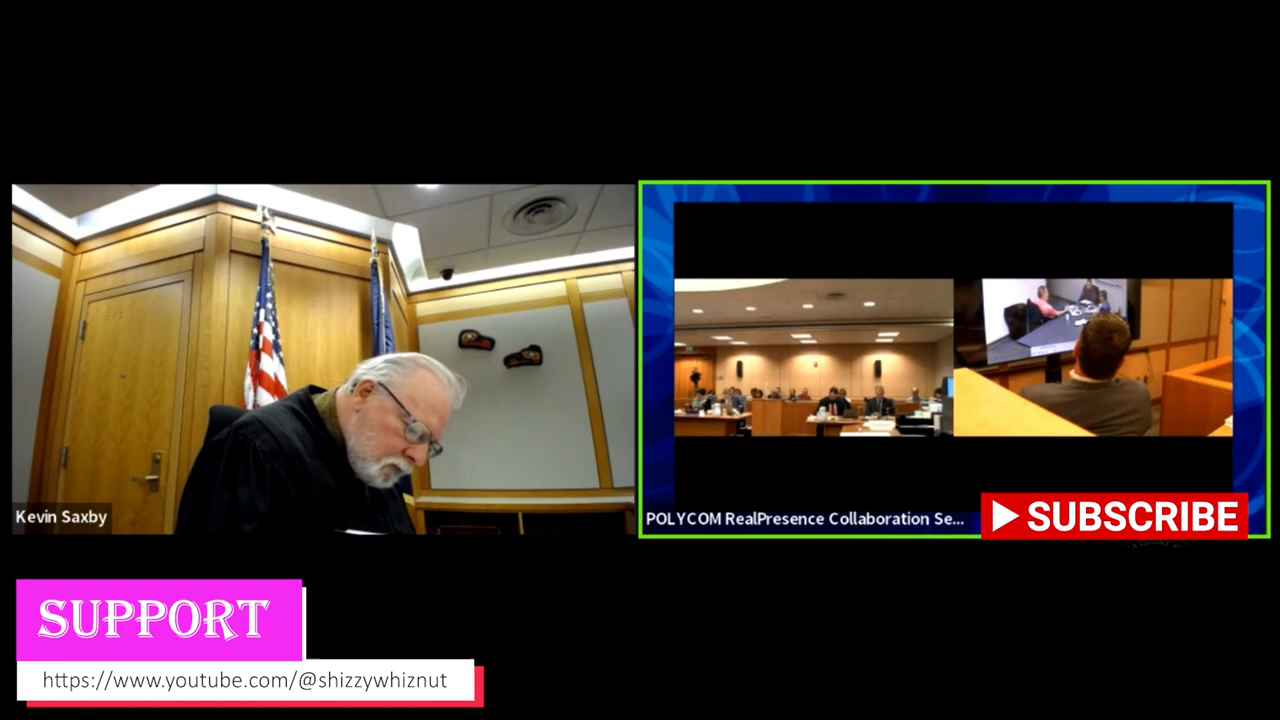 Kevin Saxby
POLYCOM RealPresence Collaboration Se...
SUBSCRIBE
SUPPORT
https://www.youtube.com/@shizzywhiznut